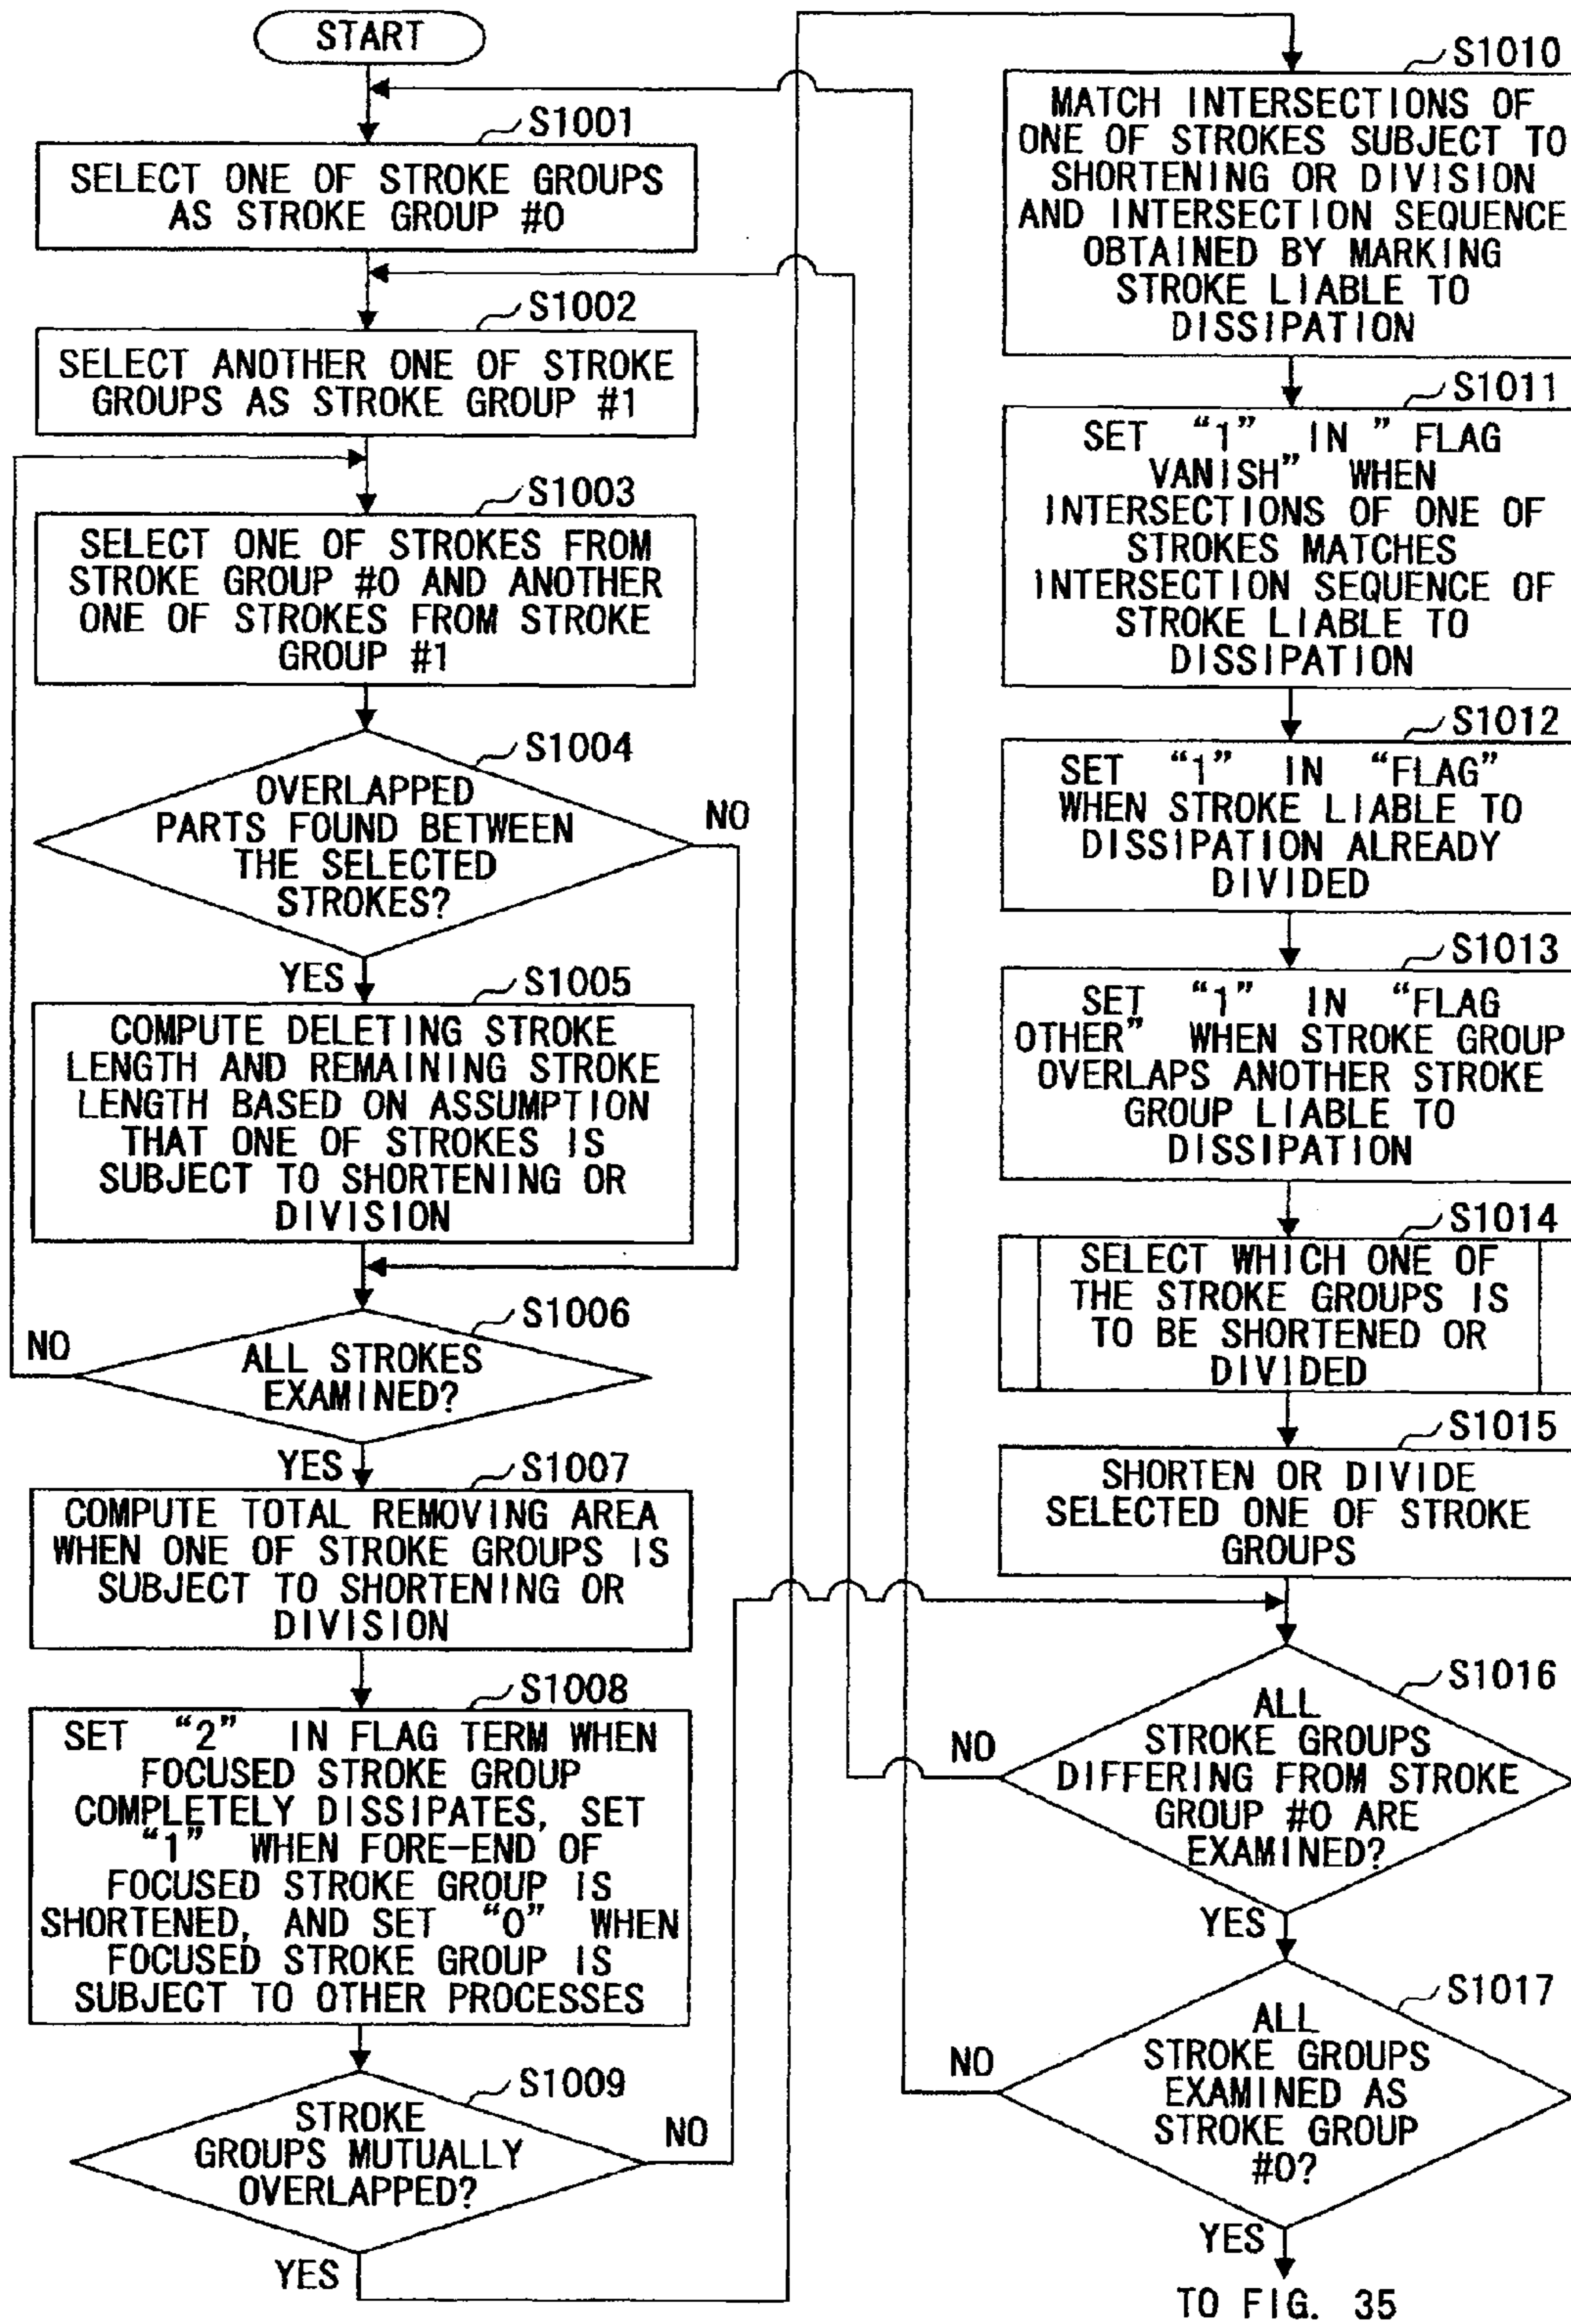 START
S1001
SELECT ONE OF STROKE GROUPS
AS STROKE GROUP #0
S1002
SELECT ANOTHER ONE OF STROKE
GROUPS AS STROKE GROUP #1
S1003
SELECT ONE OF STROKES FROM
STROKE GROUP #0 AND ANOTHER
ONE OF STROKES FROM STROKE
GROUP #1
S1004
OVERLAPPED
PARTS FOUND BETWEEN
THE SELECTED
STROKES?
NO
YES
S1005
COMPUTE DELETING STROKE
LENGTH AND REMAINING STROKE
LENGTH BASED ON ASSUMPTION
THAT ONE OF STROKES IS
SUBJECT TO SHORTENING OR
DIVISION
S1006
NO
ALL STROKES
EXAMINED?
YES
S1007
COMPUTE TOTAL REMOVING AREA
WHEN ONE OF STROKE GROUPS IS
SUBJECT TO SHORTENING OR
DIVISION
S1008
SET “2” IN FLAG TERM WHEN
FOCUSED STROKE GROUP
COMPLETELY DISSIPATES, SET
“1” WHEN FORE-END OF
FOCUSED STROKE GROUP IS
SHORTENED, AND SET “0” WHEN
FOCUSED STROKE GROUP IS
SUBJECT TO OTHER PROCESSES
S1009
STROKE
GROUPS MUTUALLY
OVERLAPPED?
NO
YES
S1010
MATCH INTERSECTIONS OF
ONE OF STROKES SUBJECT TO
SHORTENING OR DIVISION
AND INTERSECTION SEQUENCE
OBTAINED BY MARKING
STROKE LIABLE TO
DISSIPATION
S1011
SET “1” IN ” FLAG
VANISH” WHEN
INTERSECTIONS OF ONE OF
STROKES MATCHES
INTERSECTION SEQUENCE OF
STROKE LIABLE TO
DISSIPATION
S1012
SET “1” IN “FLAG”
WHEN STROKE LIABLE TO
DISSIPATION ALREADY
DIVIDED
S1013
SET “1” IN “FLAG
OTHER” WHEN STROKE GROUP
OVERLAPS ANOTHER STROKE
GROUP LIABLE TO
DISSIPATION
S1014
SELECT WHICH ONE OF
THE STROKE GROUPS IS
TO BE SHORTENED OR
DIVIDED
S1015
SHORTEN OR DIVIDE
SELECTED ONE OF STROKE
GROUPS
S1016
ALL
STROKE GROUPS
DIFFERING FROM STROKE
GROUP #0 ARE
EXAMINED?
NO
YES
S1017
ALL
STROKE GROUPS
EXAMINED AS
STROKE GROUP
#0?
NO
YES
TO FIG. 35